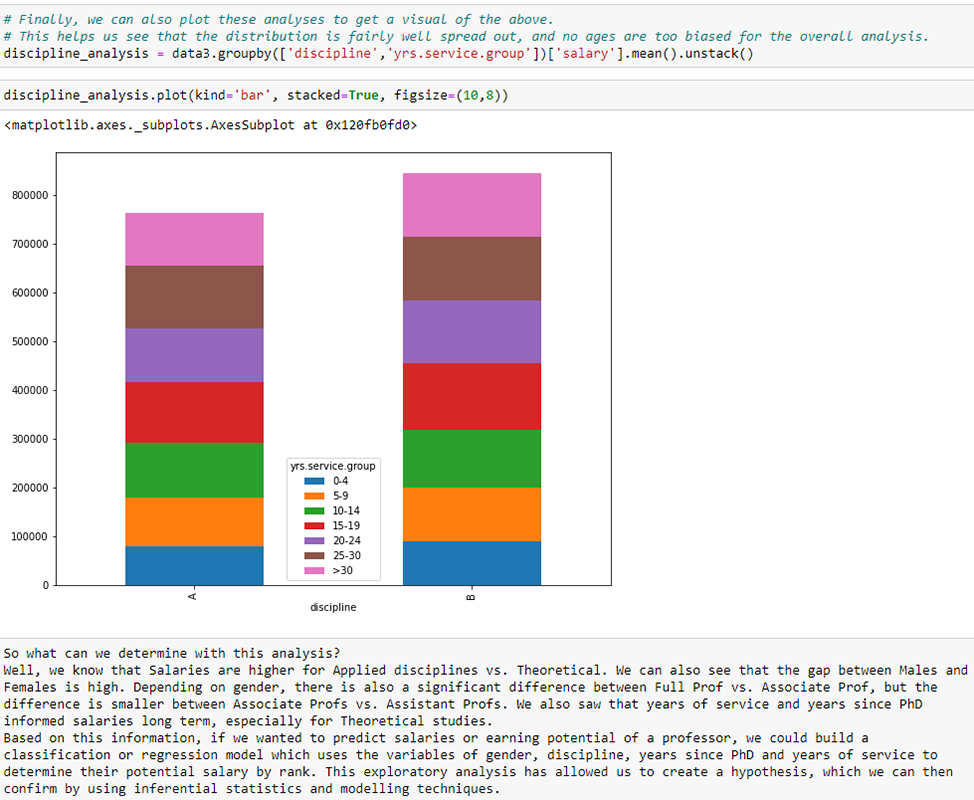 # Finally, we can also plot these analyses to get a visual of the above.
# This helps us see that the distribution is fairly well spread out, and no ages are too biased for the overall analysis.
discipline_analysis = data3.groupby(['discipline','yrs.service.group'])['salary'].mean().unstack()
discipline_analysis.plot(kind='bar', stacked=True, figsize=(10,8))
<matplotlib.axes._subplots.AxesSubplot at 0x120fb0fd0>
800000
700000
600000
500000
400000
300000
200000
100000
0
yrs.service.group
0-4
5-9
10-14
15-19
20-24
25-30
>30
A
B
discipline
So what can we determine with this analysis?
Well, we know that Salaries are higher for Applied disciplines vs. Theoretical. We can also see that the gap between Males and
Females is high. Depending on gender, there is also a significant difference between Full Prof vs. Associate Prof, but the
difference is smaller between Associate Profs vs. Assistant Profs. We also saw that years of service and years since PhD
informed salaries long term, especially for Theoretical studies.
Based on this information, if we wanted to predict salaries or earning potential of a professor, we could build a
classification or regression model which uses the variables of gender, discipline, years since PhD and years of service to
determine their potential salary by rank. This exploratory analysis has allowed us to create a hypothesis, which we can then
confirm by using inferential statistics and modelling techniques.